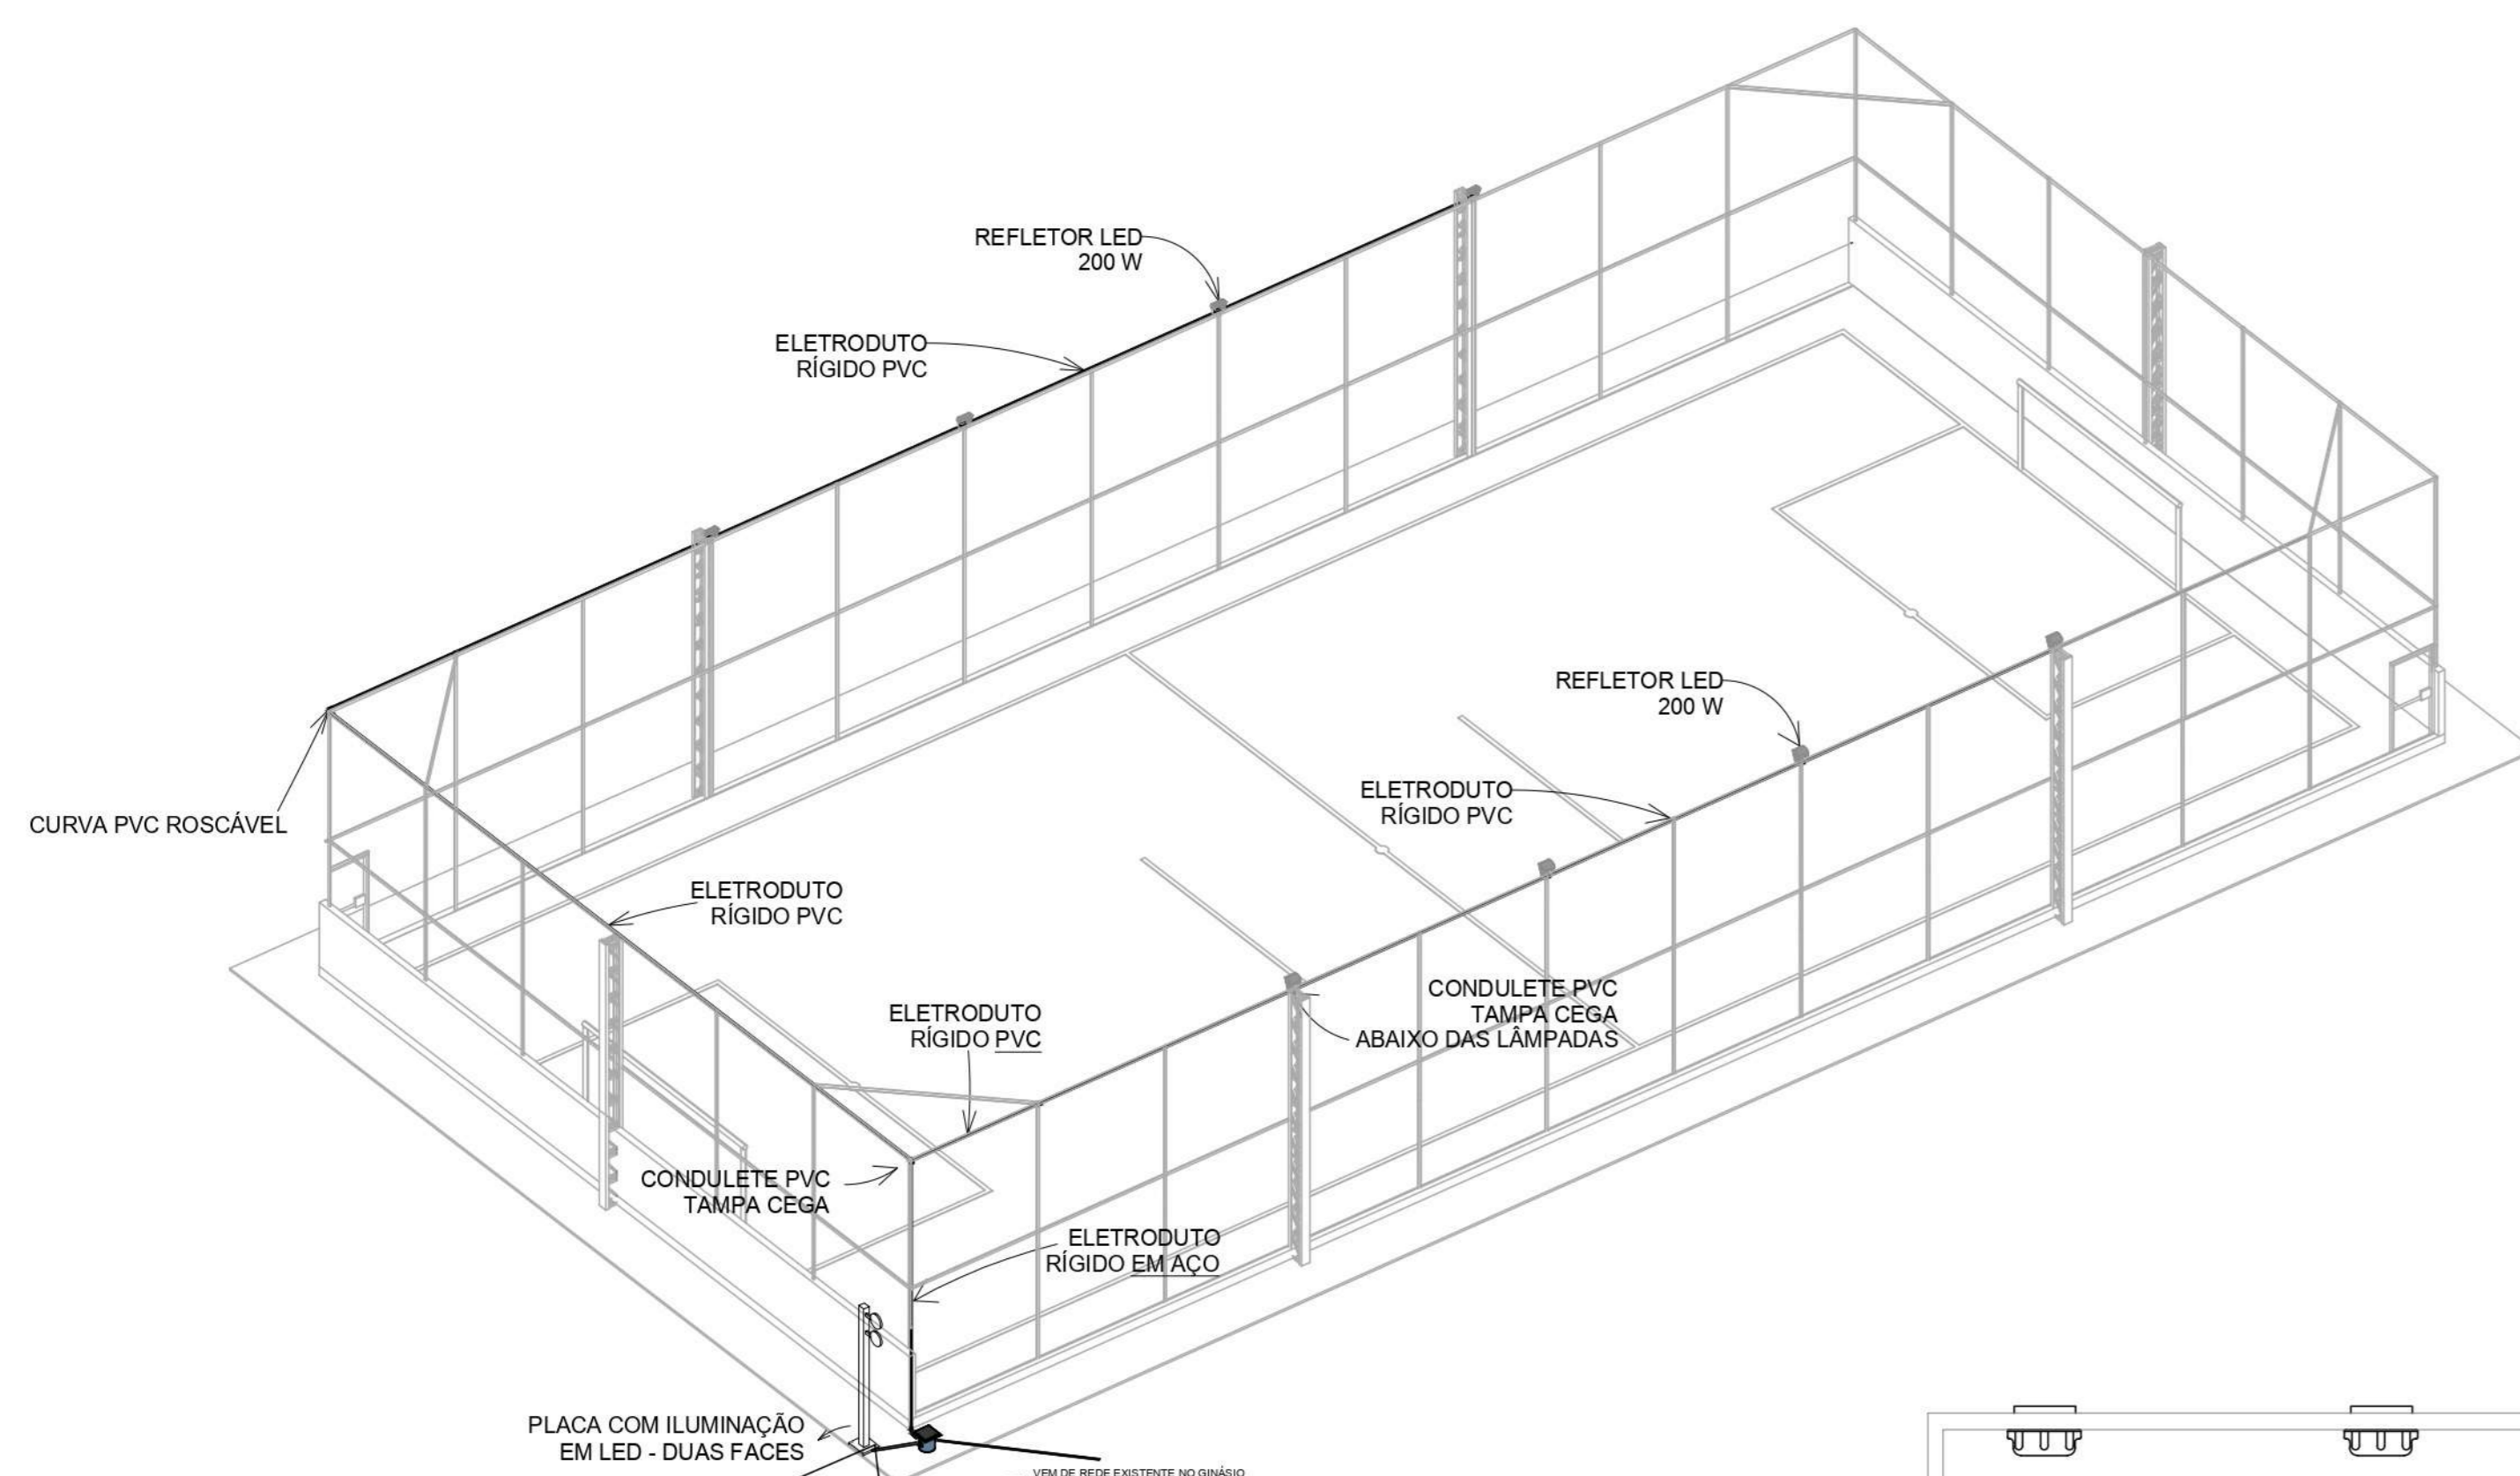 REFLETOR LED
200 W
ELETRODUTO
RÍGIDO PVC
REFLETOR LED
200 W
ELETRODUTO
RÍGIDO PVC
CURVA PVC ROSCÁVEL
ELETRODUTO
RÍGIDO PVC
ELETRODUTO
RÍGIDO PVC
CONDULETE PVC
TAMPA CEGA
ABAIXO DAS LÂMPADAS
CONDULETE PVC
TAMPA CEGA
ELETRODUTO
RÍGIDO EM AÇO
PLACA COM ILUMINAÇÃO
EM LED - DUAS FACES
VEM DE REDE EXISTENTE NO GINÁSIO